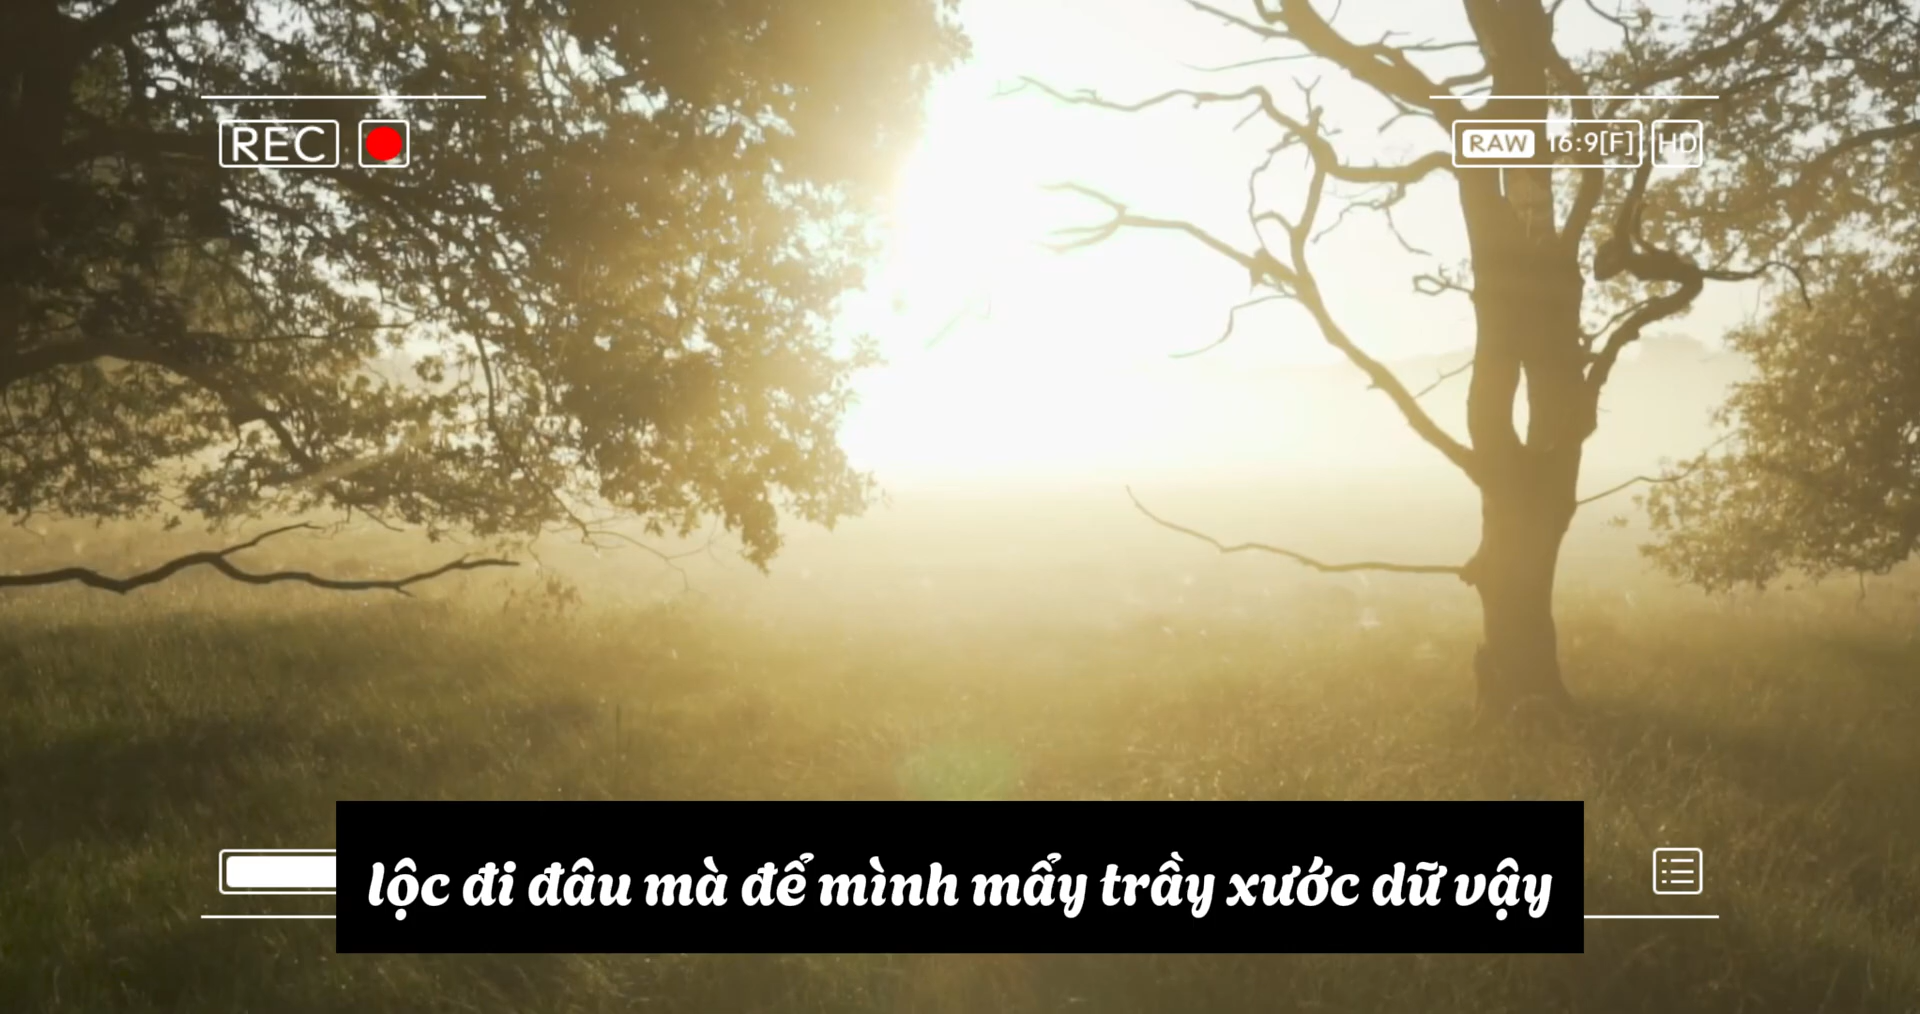 REC
RAW 16:9[F] HD
lộc đi đâu mà để mình mẩy trầy xước dữ vậy